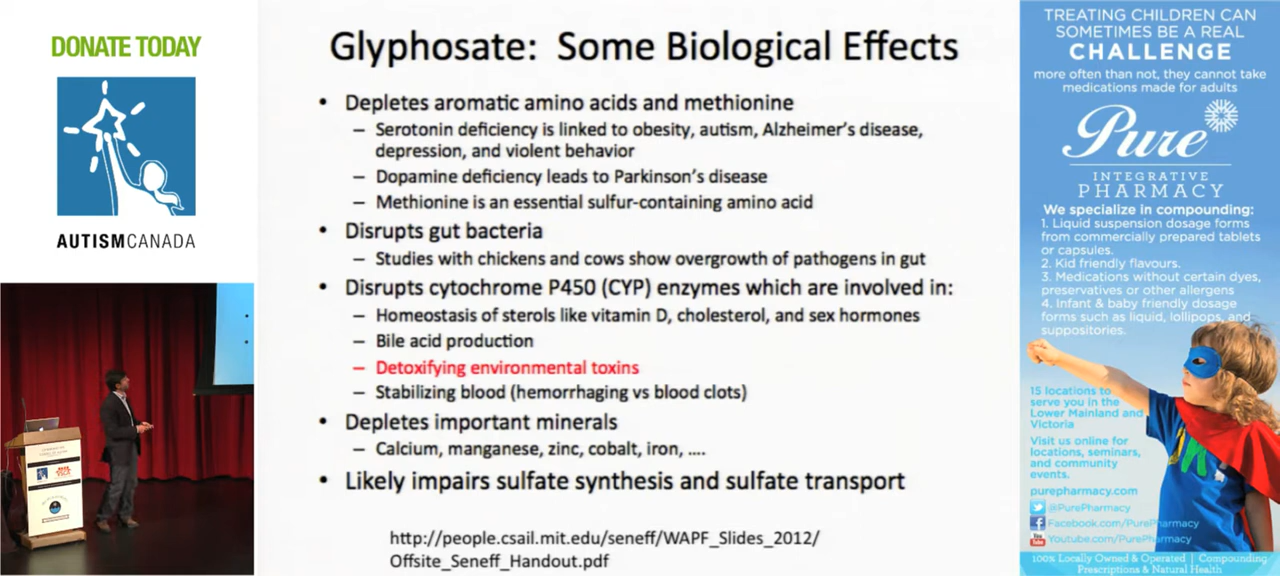 DONATE TODAY
AUTISMCANADA
Glyphosate: Some Biological Effects
• Depletes aromatic amino acids and methionine
– Serotonin deficiency is linked to obesity, autism, Alzheimer's disease,
depression, and violent behavior
– Dopamine deficiency leads to Parkinson's disease
– Methionine is an essential sulfur-containing amino acid
• Disrupts gut bacteria
– Studies with chickens and cows show overgrowth of pathogens in gut
• Disrupts cytochrome P450 (CYP) enzymes which are involved in:
– Homeostasis of sterols like vitamin D, cholesterol, and sex hormones
– Bile acid production
– Detoxifying environmental toxins
– Stabilizing blood (hemorrhaging vs blood clots)
• Depletes important minerals
– Calcium, manganese, zinc, cobalt, iron, ....
• Likely impairs sulfate synthesis and sulfate transport
http://people.csail.mit.edu/seneff/WAPF_Slides_2012/
Offsite_Seneff_Handout.pdf
TREATING CHILDREN CAN
SOMETIMES BE A REAL
CHALLENGE
more often than not, they cannot take
medications made for adults
Pure
INTEGRATIVE
PHARMACY
We specialize in compounding:
1. Liquid suspension dosage forms
from commercially prepared tablets
or capsules.
2. Kid friendly flavours.
3. Medications without certain dyes,
preservatives or other allergens
4. Infant & baby friendly dosage
forms such as liquid, lollipops, and
suppositories.
15 locations to
serve you in the
Lower Mainland and
Victoria
Visit us online for
locations, seminars,
and community
events.
purepharmacy.com
@PurePharmacy
Facebook.com/PurePharmacy
Youtube.com/PurePharmacy
100% Locally Owned & Operated | Compounding
Prescriptions & Natural Health